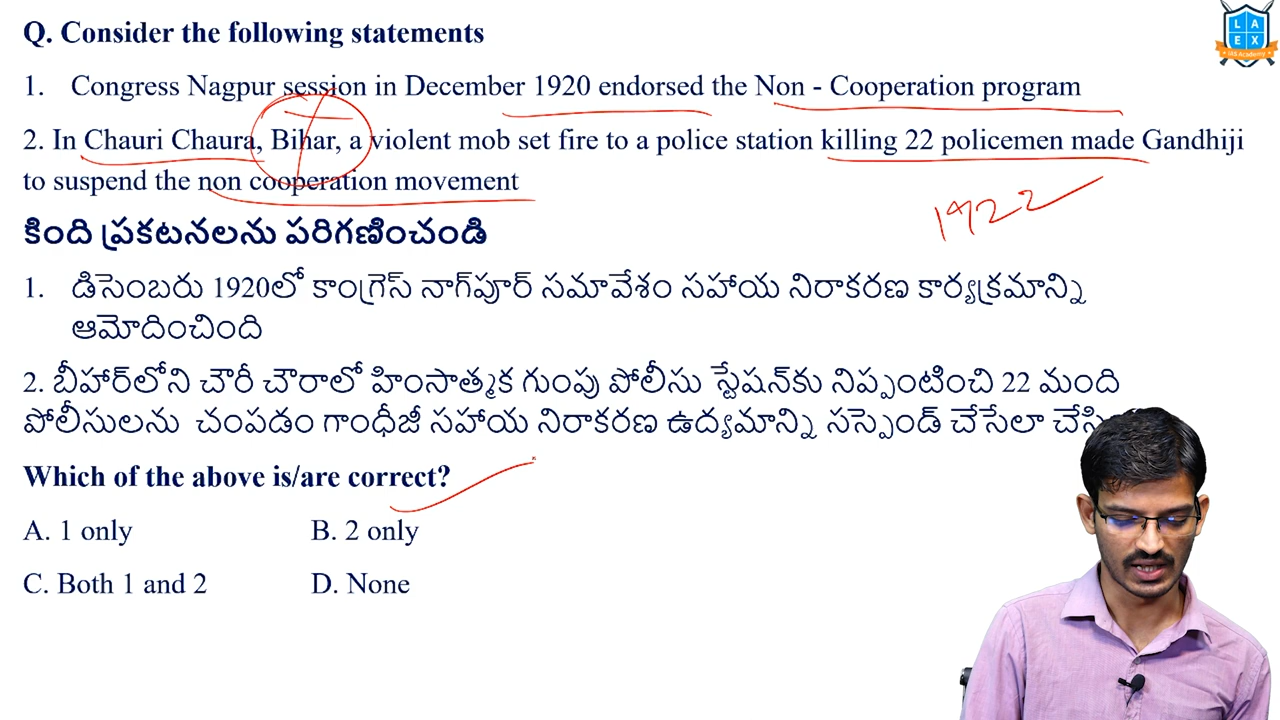 Q. Consider the following statements
LA
EX
IAS Academy
1. Congress Nagpur session in December 1920 endorsed the Non - Cooperation program
2. In Chauri Chaura, Bihar, a violent mob set fire to a police station killing 22 policemen made Gandhiji
to suspend the non cooperation movement
1922
కింది ప్రకటనలను పరిగణించండి
1. డిసెంబరు 1920లో కాంగ్రెస్ నాగ్‌పూర్ సమావేశం సహాయ నిరాకరణ కార్యక్రమాన్ని
ఆమోదించింది
2. బీహార్‌లోని చౌరీ చౌరాలో హింసాత్మక గుంపు పోలీసు స్టేషన్‌కు నిప్పంటించి 22 మంది
పోలీసులను చంపడం గాంధీజీ సహాయ నిరాకరణ ఉద్యమాన్ని సస్పెండ్ చేసేలా
Which of the above is/are correct?
A. 1 only B. 2 only
C. Both 1 and 2 D. None